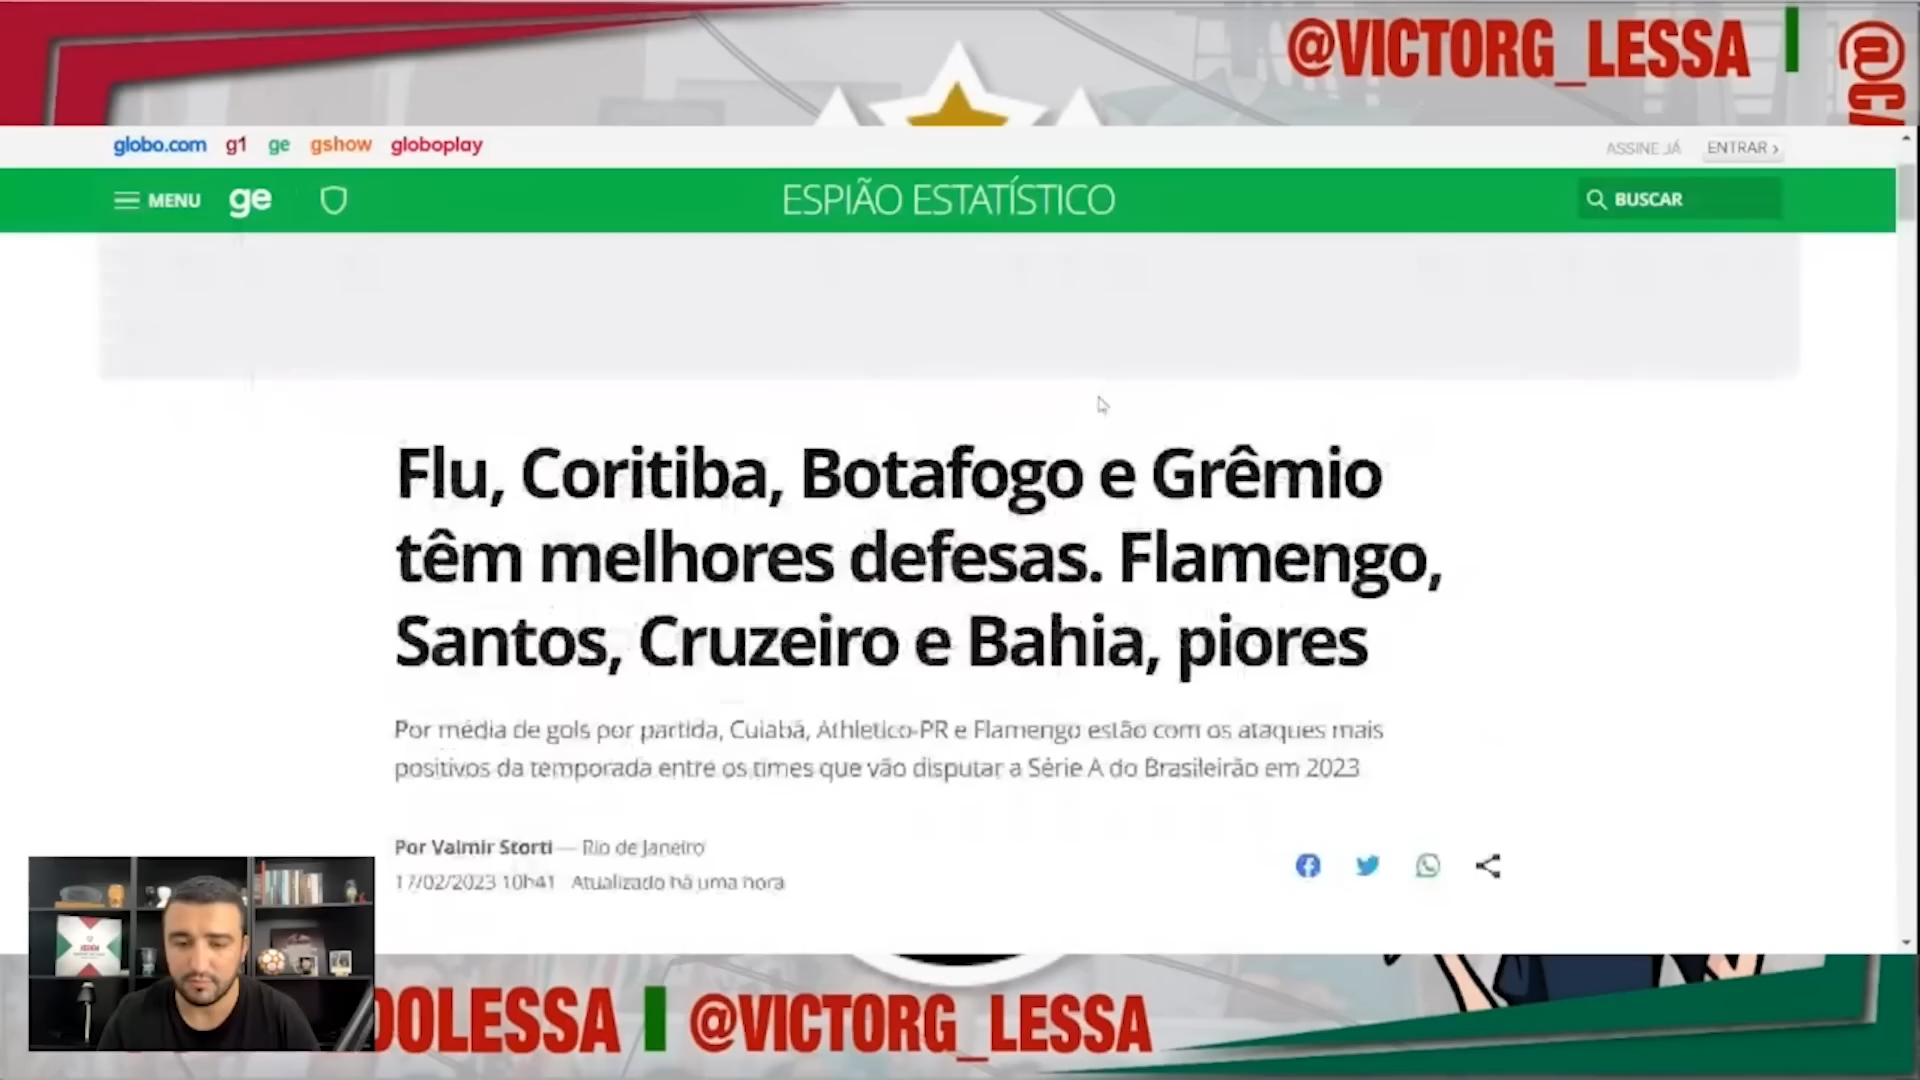 @VICTORG_LESSA
@C
globo.com g1 ge gshow globoplay
ASSINE JÁ ENTRAR ›
MENU ge
ESPIÃO ESTATÍSTICO
BUSCAR
Flu, Coritiba, Botafogo e Grêmio
têm melhores defesas. Flamengo,
Santos, Cruzeiro e Bahia, piores
Por média de gols por partida, Cuiabá, Athletico-PR e Flamengo estão com os ataques mais
positivos da temporada entre os times que vão disputar a Série A do Brasileirão em 2023
Por Valmir Storti — Rio de Janeiro
17/02/2023 10h41 Atualizado há uma hora
OOLESSA @VICTORG_LESSA